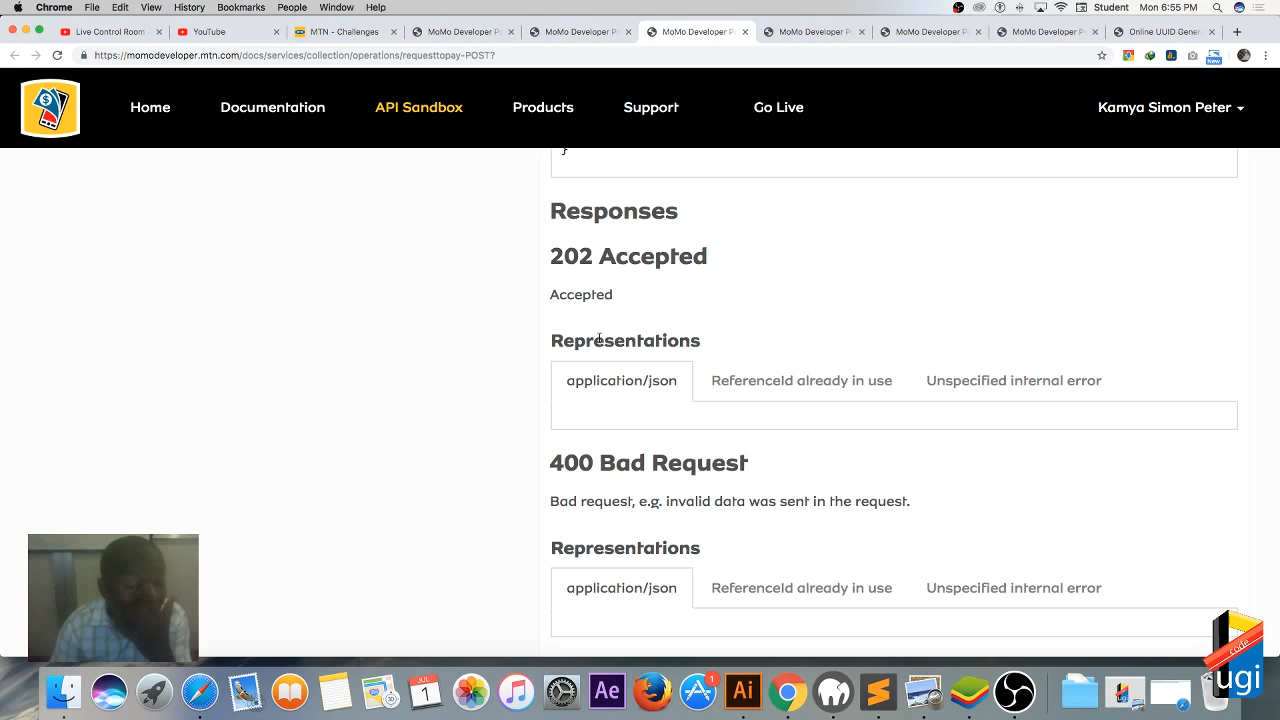 Chrome File Edit View History Bookmarks People Window Help Student Mon 6:55 PM
Live Control Room - YouTube MTN - Challenges MoMo Developer P MoMo Developer P MoMo Developer P MoMo Developer P MoMo Developer P MoMo Developer P Online UUID Generat
https://momodeveloper.mtn.com/docs/services/collection/operations/requesttopay-POST? New
Home Documentation API Sandbox Products Support Go Live Kamya Simon Peter
}
Responses
202 Accepted
Accepted
Representations
application/json ReferenceId already in use Unspecified internal error
400 Bad Request
Bad request, e.g. invalid data was sent in the request.
Representations
application/json ReferenceId already in use Unspecified internal error
code
ugi
JUL
1
Ae
1
Ai